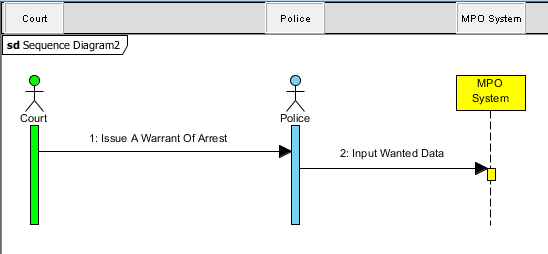 Court
Police
MPO System
sd Sequence Diagram2
MPO
System
Court
Police
1: Issue A Warrant Of Arrest
2: Input Wanted Data